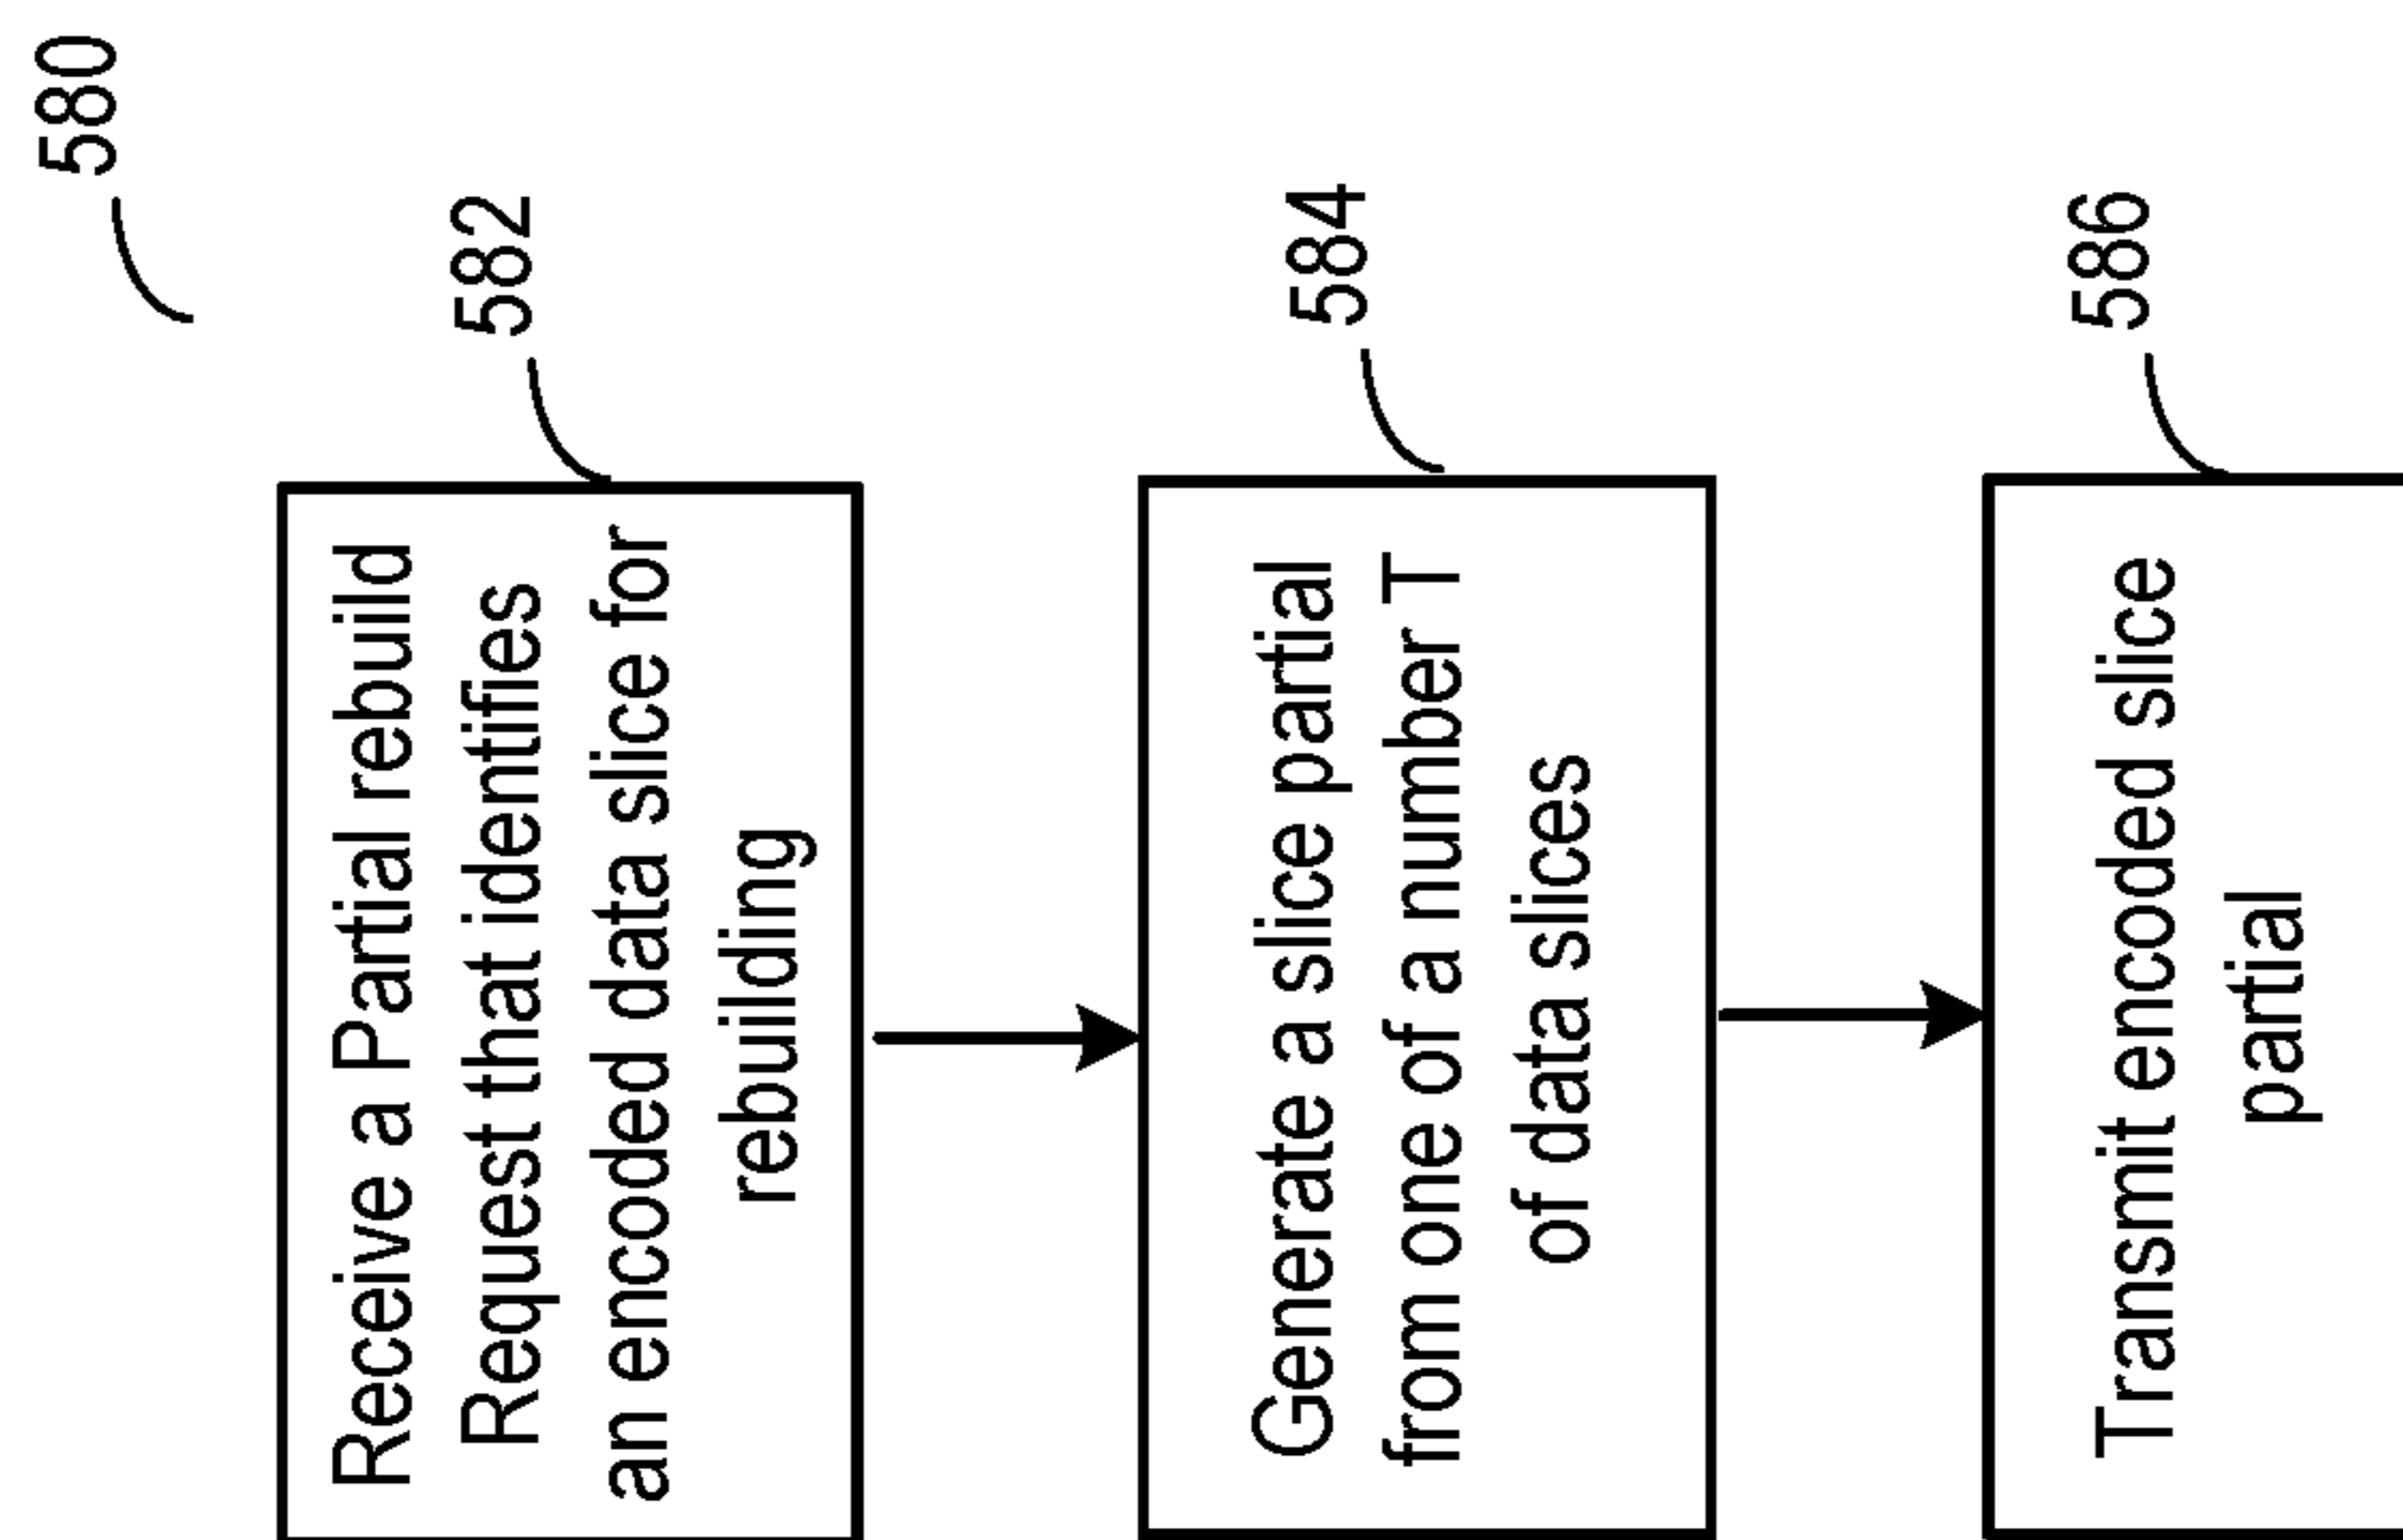 580
582
Receive a Partial rebuild
Request that identifies
an encoded data slice for
rebuilding
584
Generate a slice partial
from one of a number T
of data slices
586
Transmit encoded slice
partial